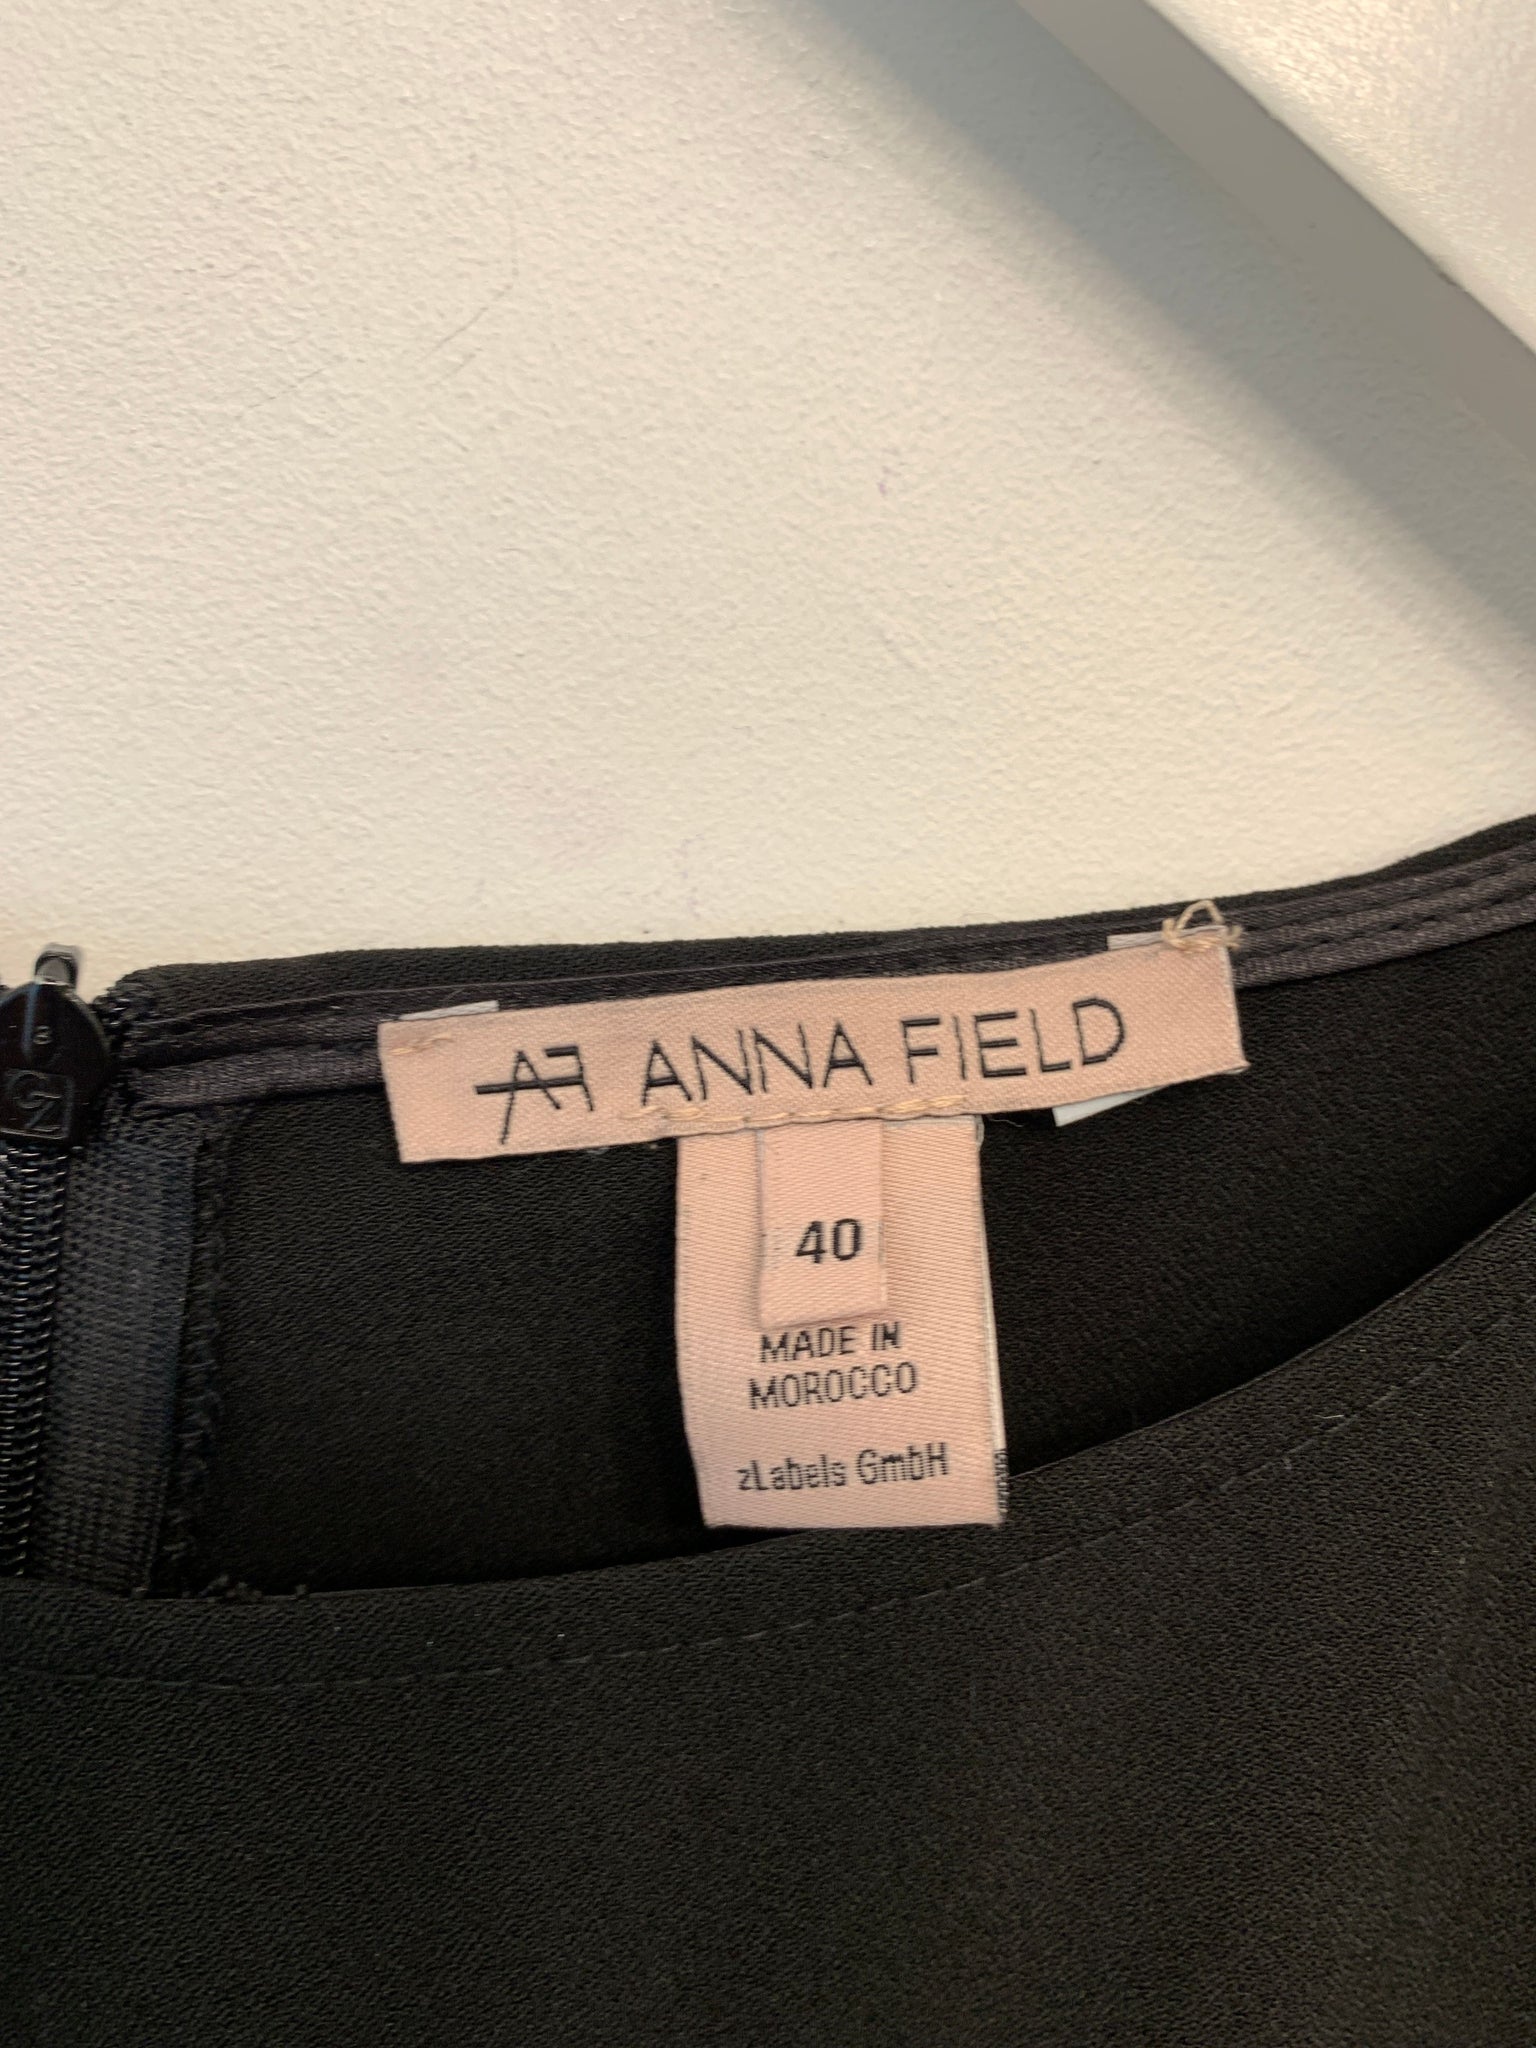 AF ANNA FIELD
40
MADE IN
MOROCCO
zLabels GmbH